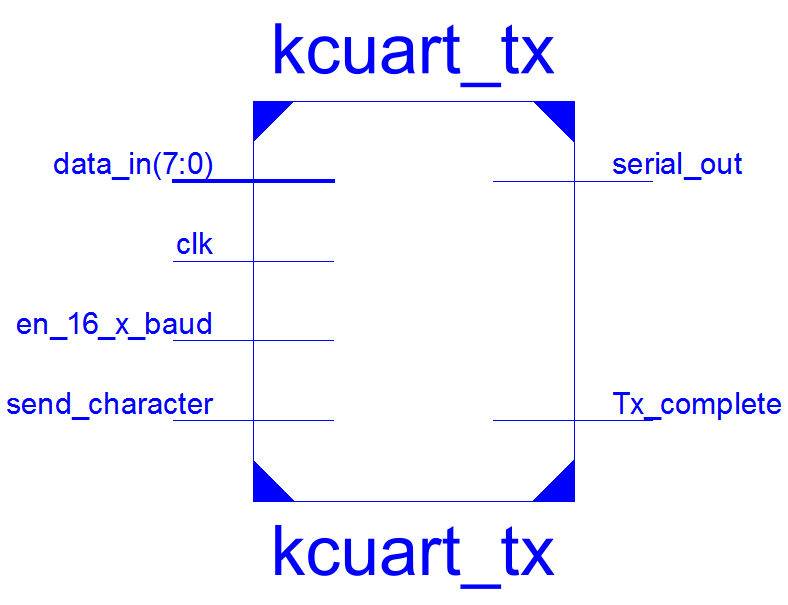 kcuart_tx
data_in(7:0)
serial_out
clk
en_16_x_baud
send_character
Tx_complete
kcuart_tx